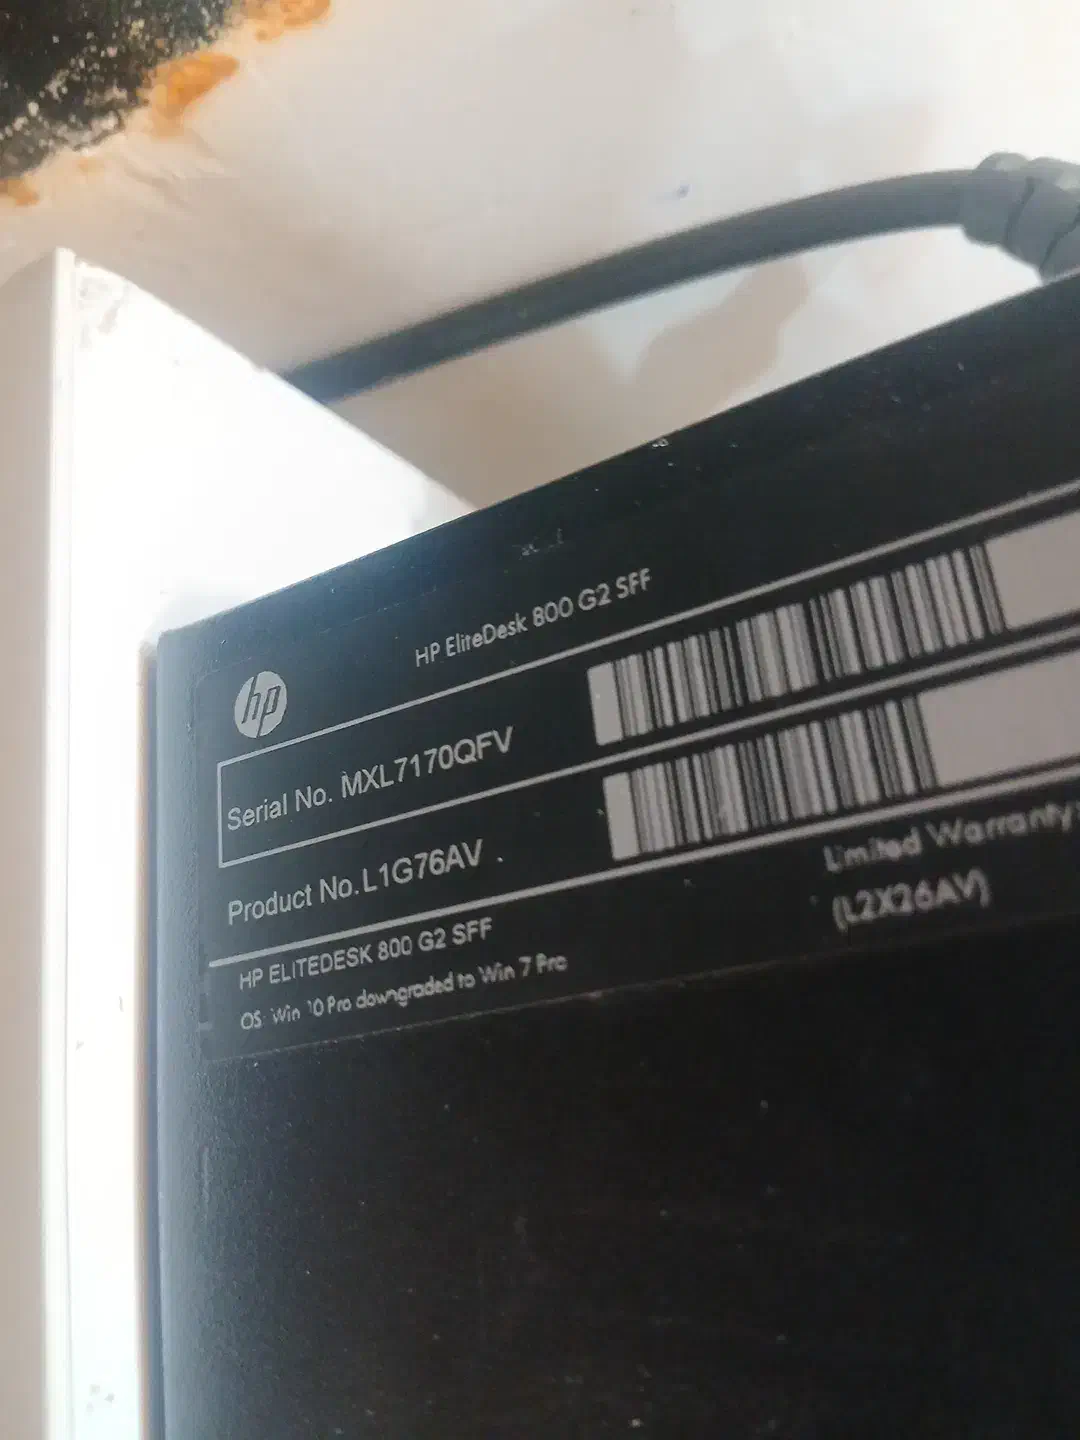 HP EliteDesk 800 G2 SFF
hp
Serial No. MXL7170QFV
Product No. L1G76AV
Limited Warranty
(L2X26AV)
HP ELITEDESK 800 G2 SFF
OS: Win 10 Pro downgraded to Win 7 Pro